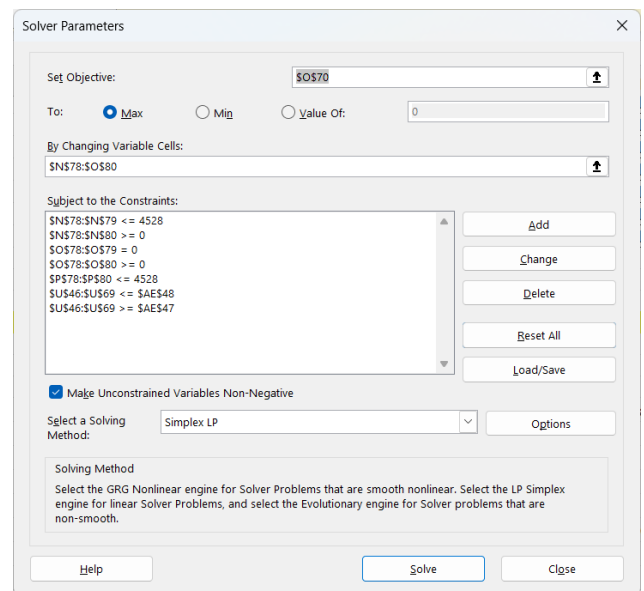 Solver Parameters
Set Objective:
$O$70
To:
Max
Min
Value Of:
0
By Changing Variable Cells:
$N$78:$O$80
Subject to the Constraints:
$N$78:$N$79 <= 4528
$N$78:$N$80 >= 0
$O$78:$O$79 = 0
$O$78:$O$80 >= 0
$P$78:$P$80 <= 4528
$U$46:$U$69 <= $AE$48
$U$46:$U$69 >= $AE$47
Add
Change
Delete
Reset All
Load/Save
Make Unconstrained Variables Non-Negative
Select a Solving
Method:
Simplex LP
Options
Solving Method
Select the GRG Nonlinear engine for Solver Problems that are smooth nonlinear. Select the LP Simplex
engine for linear Solver Problems, and select the Evolutionary engine for Solver problems that are
non-smooth.
Help
Solve
Close